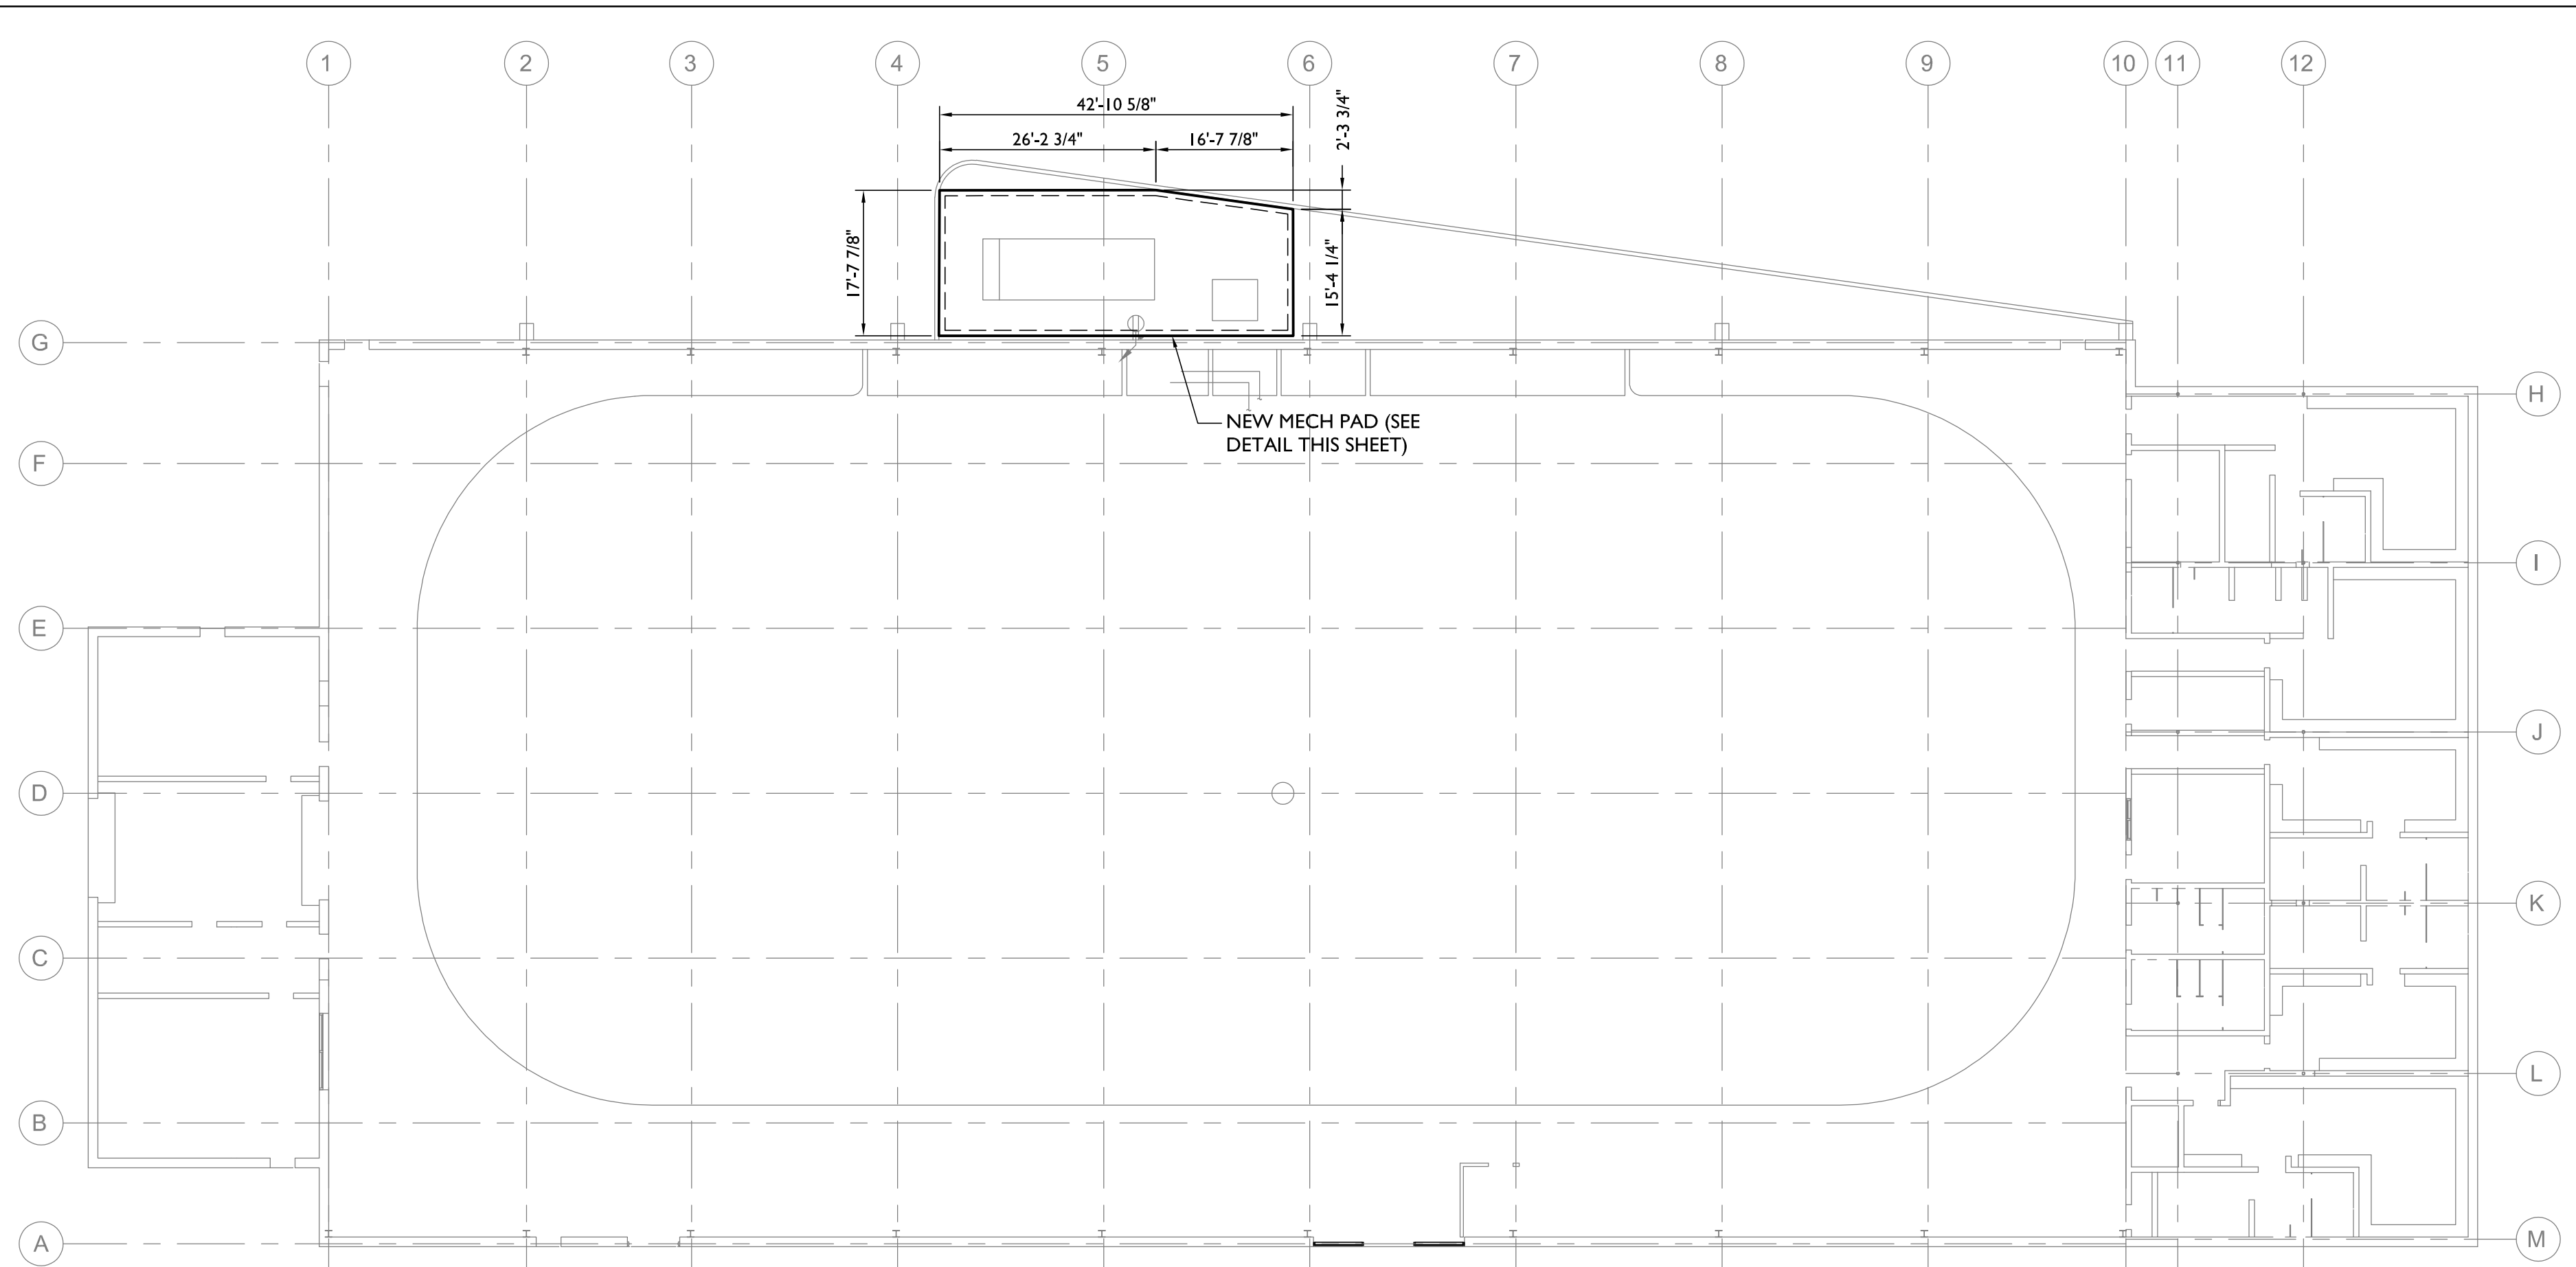 1 2 3 4 5 6 7 8 9 10 11 12
42'-10 5/8"
26'-2 3/4"
16'-7 7/8"
2'-3 3/4"
17'-7 7/8"
15'-4 1/4"
G
H
NEW MECH PAD (SEE
DETAIL THIS SHEET)
F
I
E
J
D
K
C
L
B
A
M